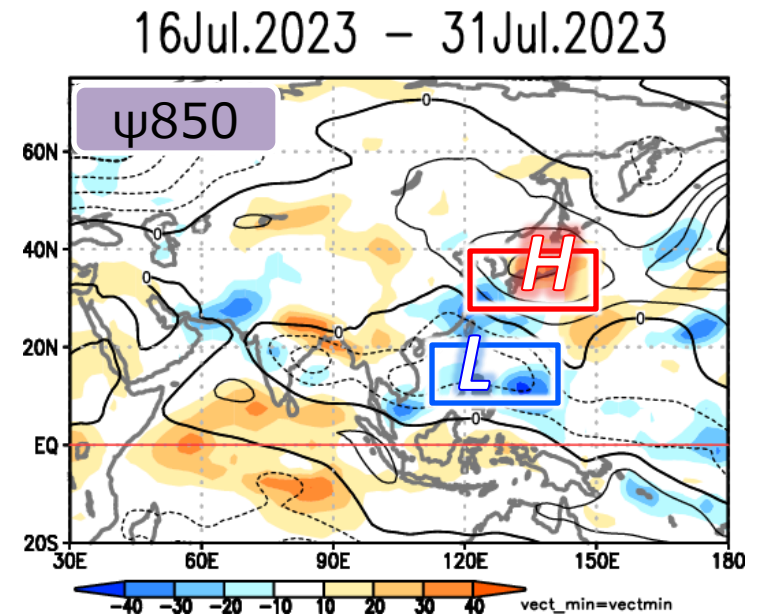 16Jul.2023 − 31Jul.2023
ψ850
0
60N
0
40N
H
0
0
0
20N
L
0
EQ
20S
30E 60E 90E 120E 150E 180
-40 -30 -20 -10 10 20 30 40 vect_min=vectmin